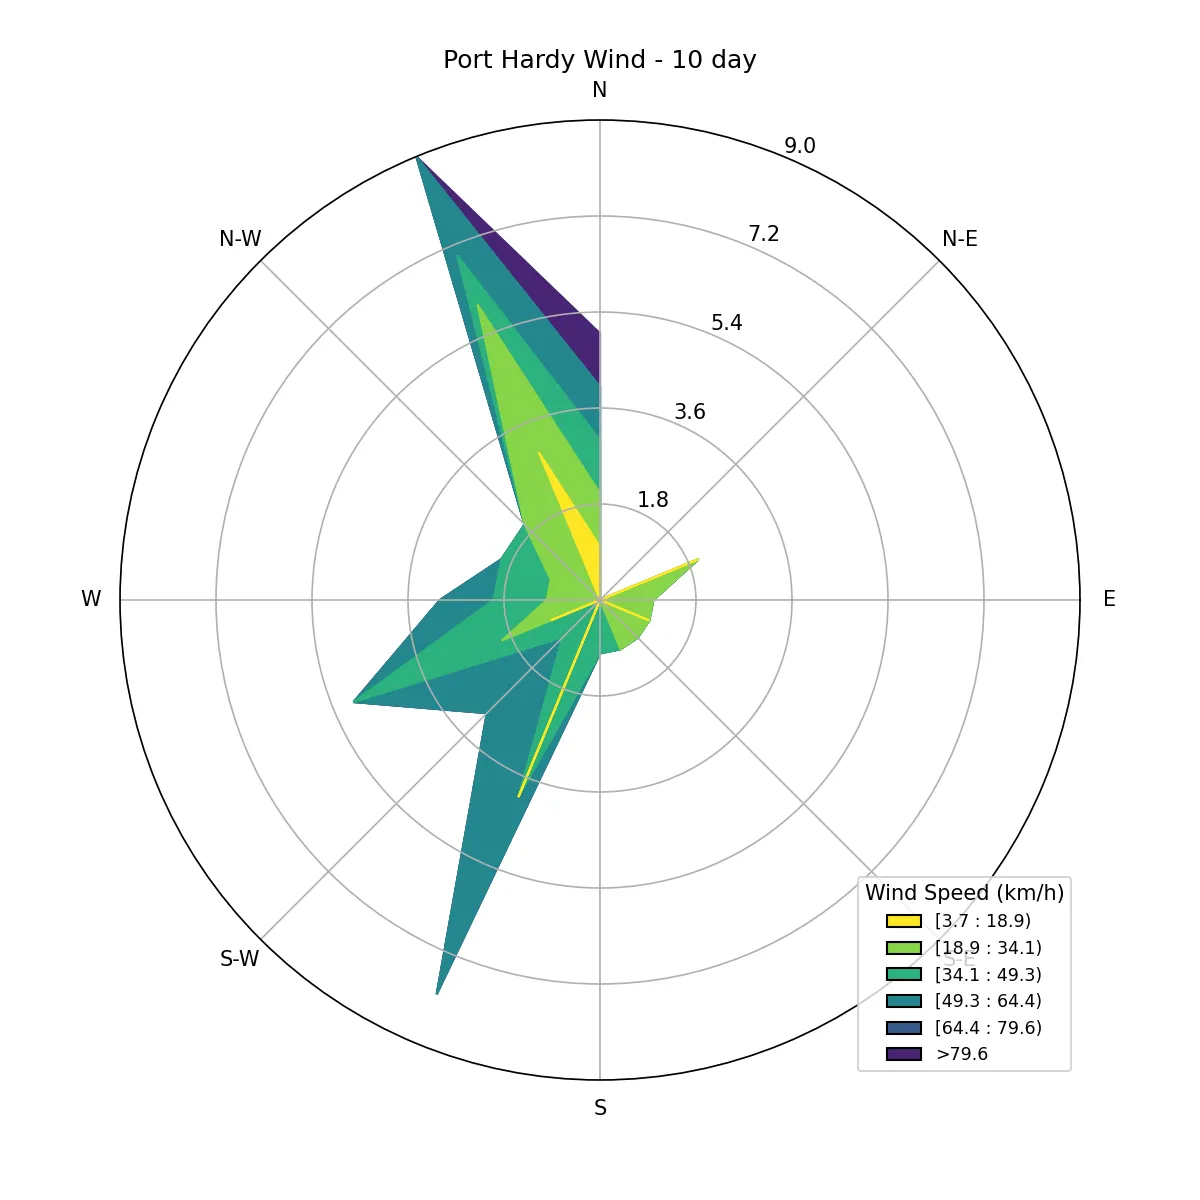 Port Hardy Wind - 10 day
N
9.0
7.2
N-W
N-E
5.4
3.6
1.8
W
E
S-W
S-E
Wind Speed (km/h)
[3.7 : 18.9)
[18.9 : 34.1)
[34.1 : 49.3)
[49.3 : 64.4)
[64.4 : 79.6)
>79.6
S